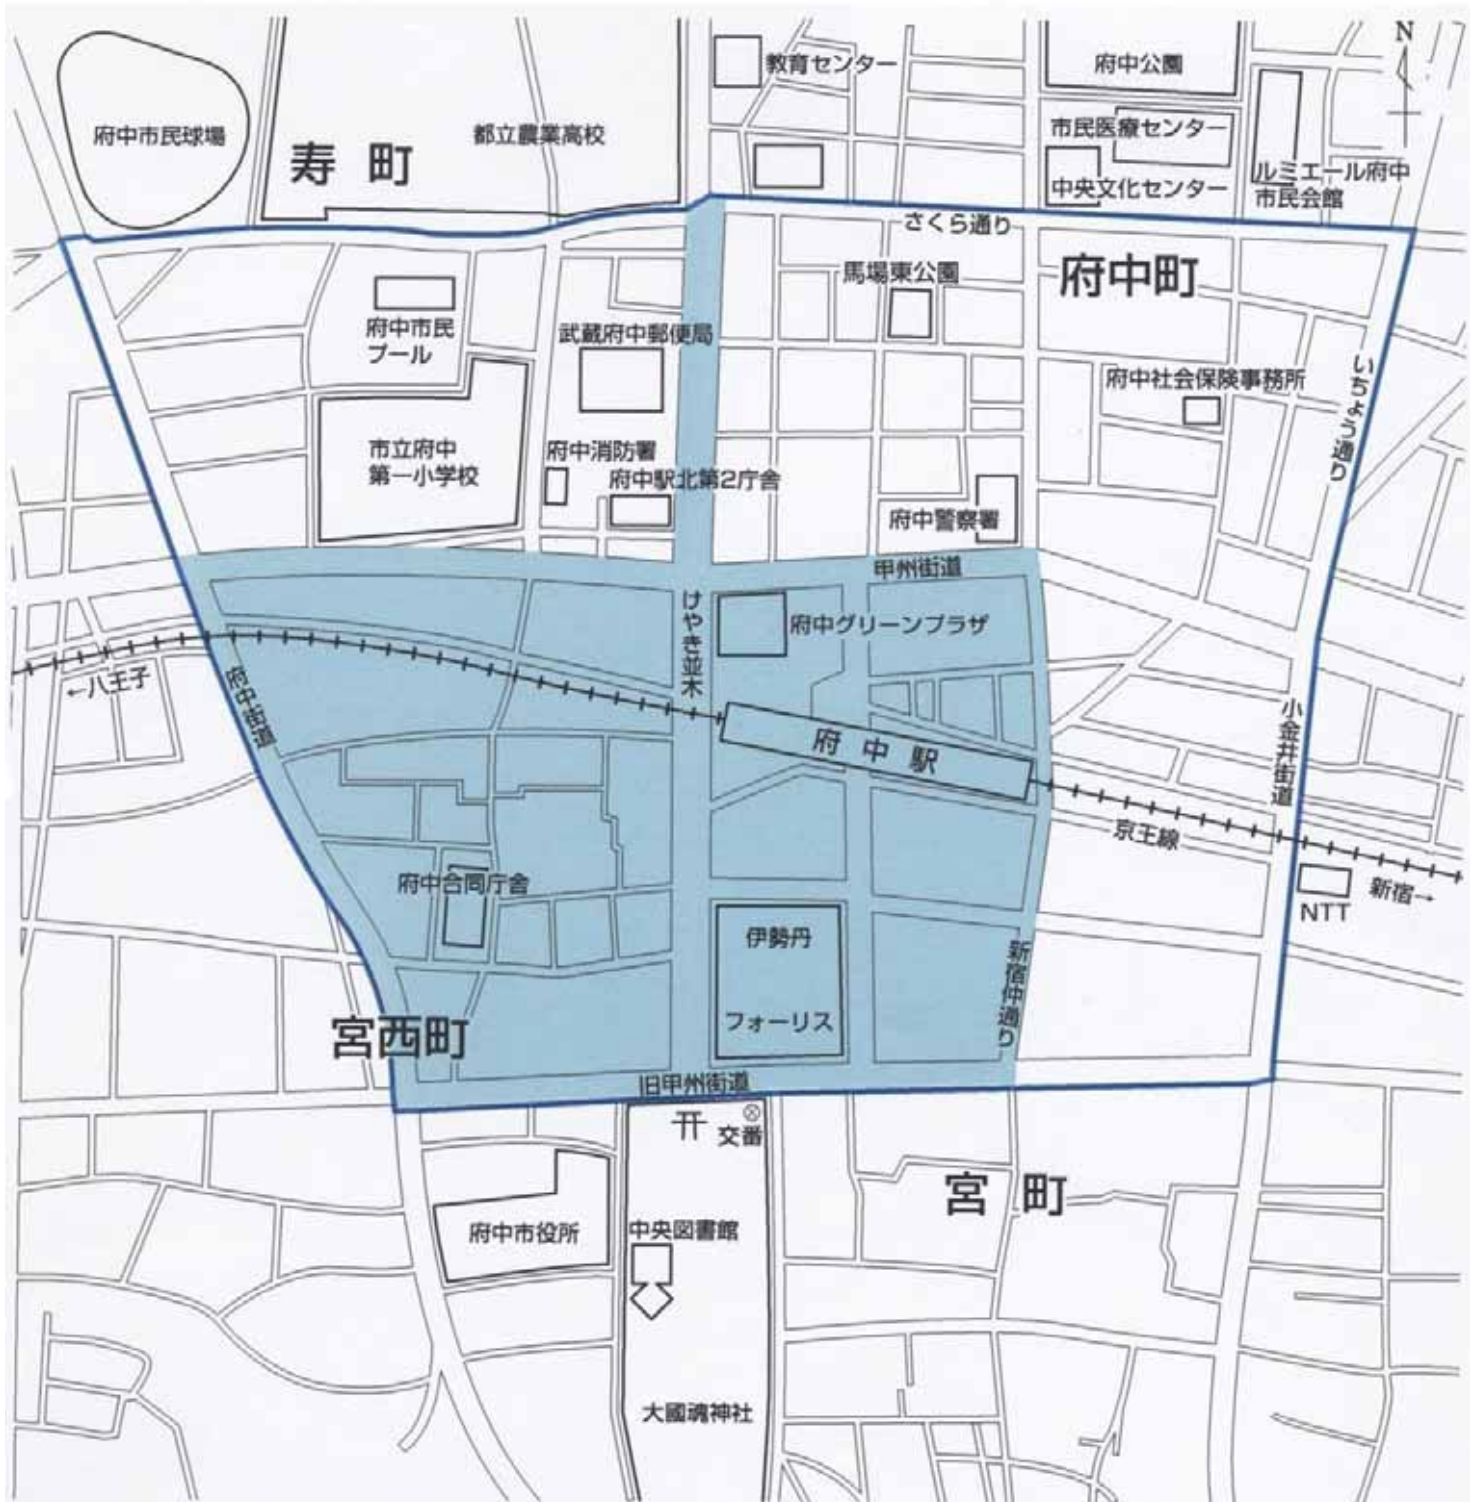 N
教育センター
府中公園
府中市民球場
都立農業高校
寿町
市民医療センター
中央文化センター
ルミエール府中
市民会館
さくら通り
府中町
馬場東公園
府中市民
プール
武蔵府中郵便局
府中社会保険事務所
いちょう通り
市立府中
第一小学校
府中消防署
府中駅北第2庁舎
府中警察署
甲州街道
けやき並木
府中グリーンプラザ
←八王子
府中街道
府中駅
小金井街道
京王線
新宿→
NTT
府中合同庁舎
伊勢丹
フォーリス
新宿仲通り
宮西町
旧甲州街道
交番
宮町
府中市役所
中央図書館
大國魂神社